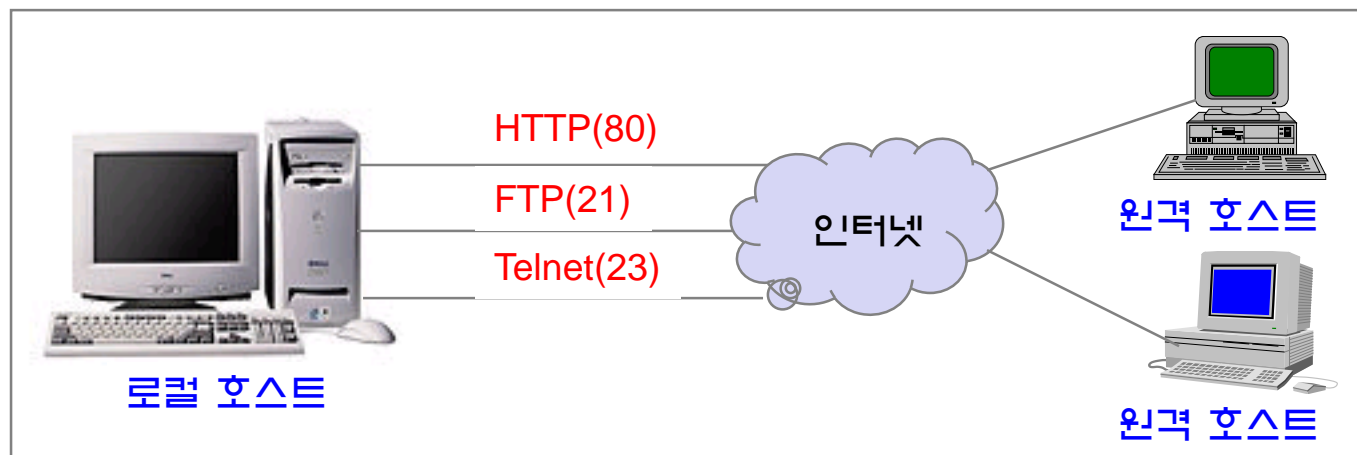 HTTP(80)
FTP(21)
Telnet(23)
인터넷
로컬 호스트
원격 호스트
원격 호스트